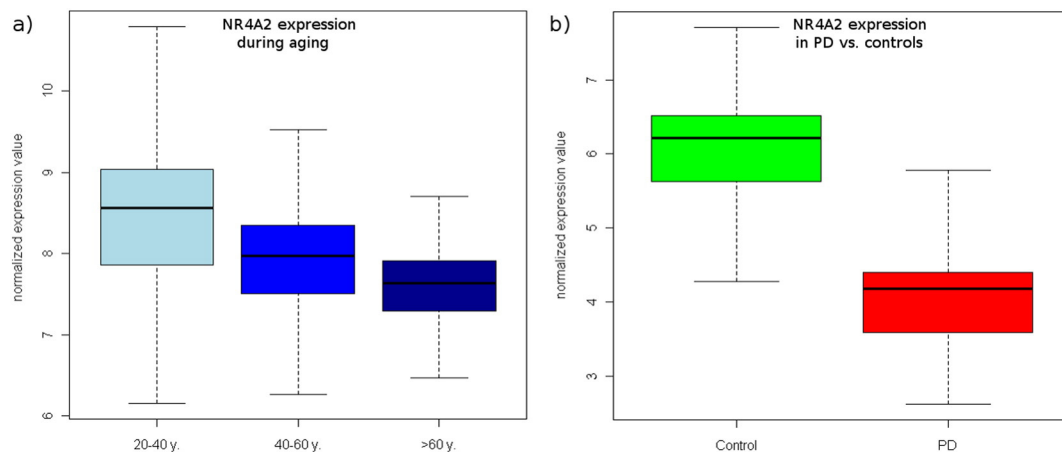 a)
NR4A2 expression
during aging
normalized expression value
10
9
8
7
6
20-40 y.
40-60 y.
>60 y.
b)
NR4A2 expression
in PD vs. controls
normalized expression value
7
6
5
4
3
Control
PD